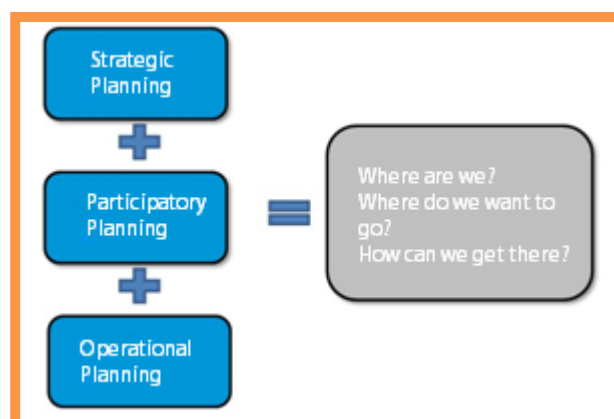 Strategic
Planning
Participatory
Planning
Operational
Planning
Where are we?
Where do we want to
go?
How can we get there?